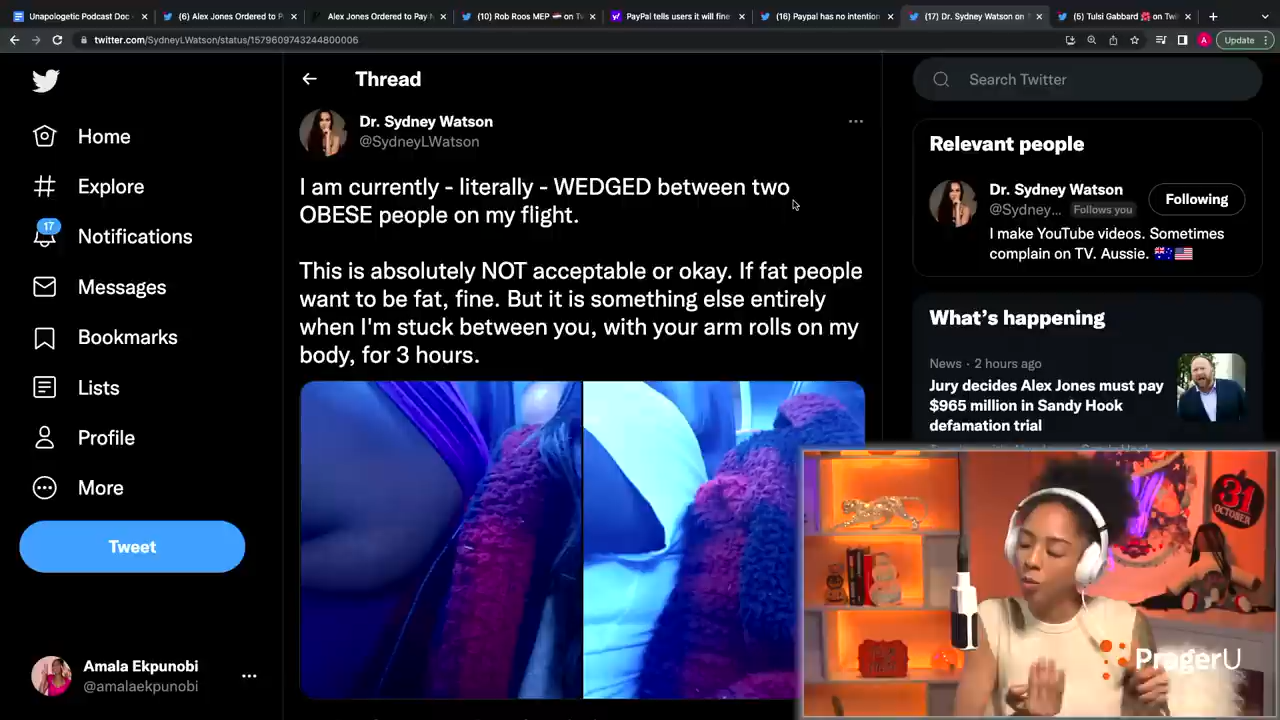 Unapologetic Podcast Doc
(6) Alex Jones Ordered to P
Alex Jones Ordered to Pay
(10) Rob Roos MEP 🇳🇱 on Tw
PayPal tells users it will fine
(16) Paypal has no intention
(17) Dr. Sydney Watson on
(5) Tulsi Gabbard 🌺 on Twi
twitter.com/SydneyLWatson/status/1579609743244800006
Update
Home
Explore
17
Notifications
Messages
Bookmarks
Lists
Profile
More
Tweet
Amala Ekpunobi
@amalaekpunobi
Thread
Dr. Sydney Watson
@SydneyLWatson
I am currently - literally - WEDGED between two
OBESE people on my flight.
This is absolutely NOT acceptable or okay. If fat people
want to be fat, fine. But it is something else entirely
when I'm stuck between you, with your arm rolls on my
body, for 3 hours.
Search Twitter
Relevant people
Dr. Sydney Watson
@Sydney... Follows you
Following
I make YouTube videos. Sometimes
complain on TV. Aussie. 🇦🇺🇺🇸
What's happening
News · 2 hours ago
Jury decides Alex Jones must pay
$965 million in Sandy Hook
defamation trial
31
OCTOBER
PragerU